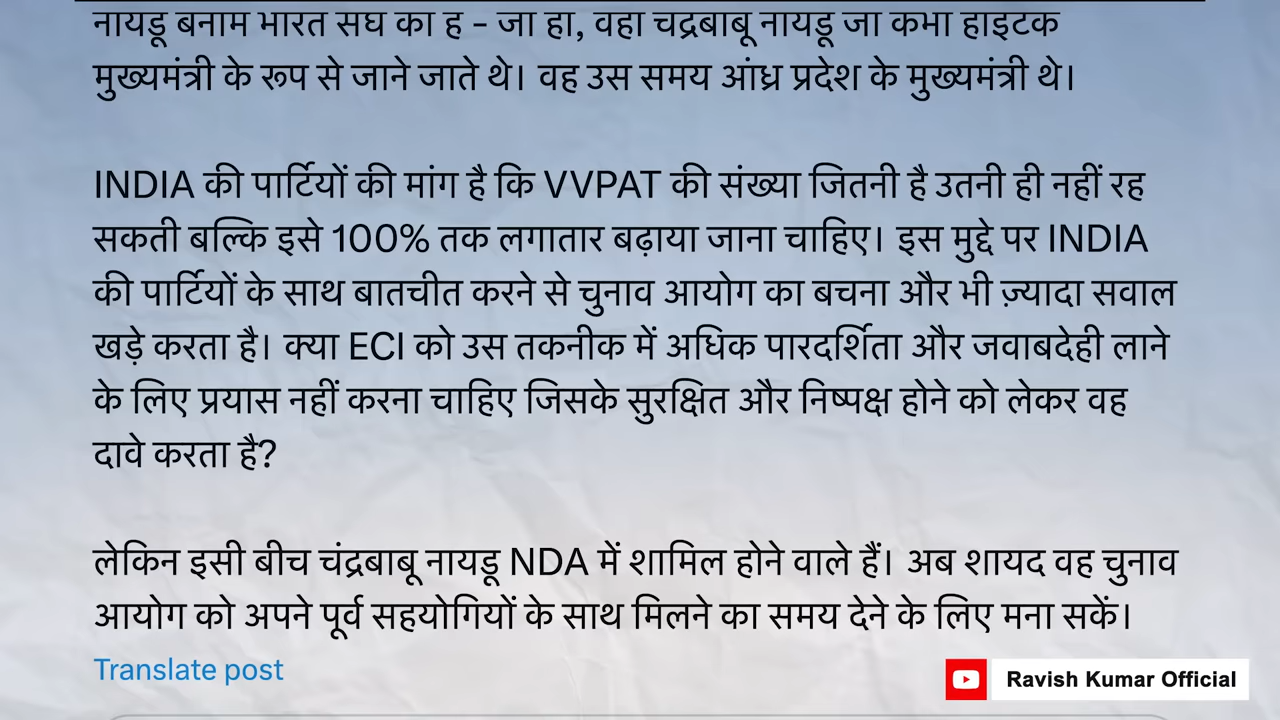 नायडू बनाम भारत संघ का है - जी हां, वही चंद्रबाबू नायडू जो कभी हाइटेक
मुख्यमंत्री के रूप से जाने जाते थे। वह उस समय आंध्र प्रदेश के मुख्यमंत्री थे।
INDIA की पार्टियों की मांग है कि VVPAT की संख्या जितनी है उतनी ही नहीं रह
सकती बल्कि इसे 100% तक लगातार बढ़ाया जाना चाहिए। इस मुद्दे पर INDIA
की पार्टियों के साथ बातचीत करने से चुनाव आयोग का बचना और भी ज़्यादा सवाल
खड़े करता है। क्या ECI को उस तकनीक में अधिक पारदर्शिता और जवाबदेही लाने
के लिए प्रयास नहीं करना चाहिए जिसके सुरक्षित और निष्पक्ष होने को लेकर वह
दावे करता है?
लेकिन इसी बीच चंद्रबाबू नायडू NDA में शामिल होने वाले हैं। अब शायद वह चुनाव
आयोग को अपने पूर्व सहयोगियों के साथ मिलने का समय देने के लिए मना सकें।
Translate post
Ravish Kumar Official